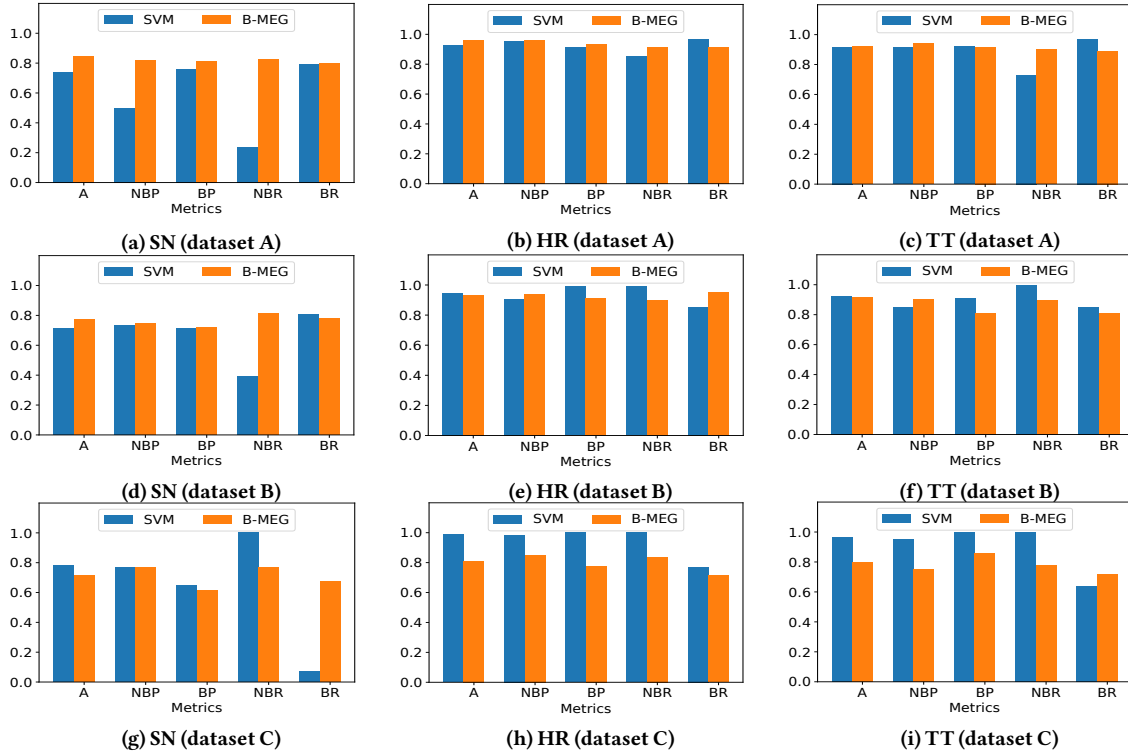 SVM B-MEG
1.0
0.8
0.6
0.4
0.2
0.0
A NBP BP NBR BR
Metrics
(a) SN (dataset A)
SVM B-MEG
1.0
0.8
0.6
0.4
0.2
0.0
A NBP BP NBR BR
Metrics
(b) HR (dataset A)
SVM B-MEG
1.0
0.8
0.6
0.4
0.2
0.0
A NBP BP NBR BR
Metrics
(c) TT (dataset A)
SVM B-MEG
1.0
0.8
0.6
0.4
0.2
0.0
A NBP BP NBR BR
Metrics
(d) SN (dataset B)
SVM B-MEG
1.0
0.8
0.6
0.4
0.2
0.0
A NBP BP NBR BR
Metrics
(e) HR (dataset B)
SVM B-MEG
1.0
0.8
0.6
0.4
0.2
0.0
A NBP BP NBR BR
Metrics
(f) TT (dataset B)
SVM B-MEG
1.0
0.8
0.6
0.4
0.2
0.0
A NBP BP NBR BR
Metrics
(g) SN (dataset C)
SVM B-MEG
1.0
0.8
0.6
0.4
0.2
0.0
A NBP BP NBR BR
Metrics
(h) HR (dataset C)
SVM B-MEG
1.0
0.8
0.6
0.4
0.2
0.0
A NBP BP NBR BR
Metrics
(i) TT (dataset C)